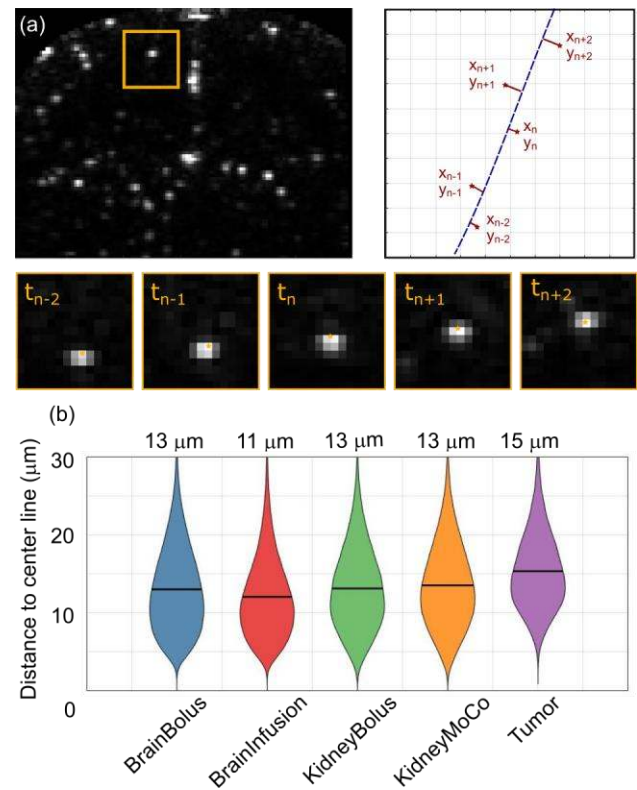 (a)
xn+2
yn+2
xn+1
yn+1
xn
yn
xn-1
yn-1
xn-2
yn-2
tn-2 tn-1 tn tn+1 tn+2
(b)
13 μm 11 μm 13 μm 13 μm 15 μm
Distance to center line (μm)
30
20
10
0
BrainBolus BrainInfusion KidneyBolus KidneyMoCo Tumor